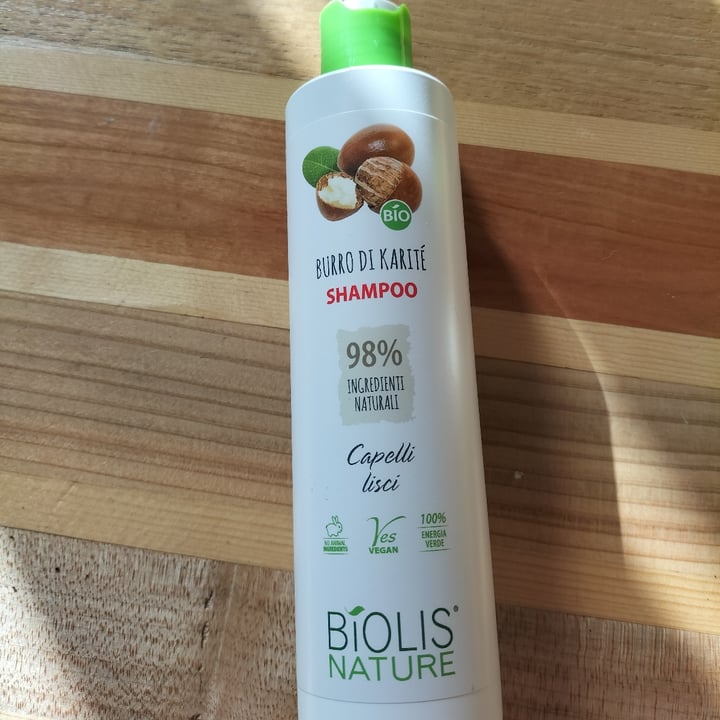 BIO
BURRO DI KARITÉ
SHAMPOO
98%
INGREDIENTI
NATURALI
Capelli
lisci
NO ANIMAL
INGREDIENTS
Yes
VEGAN
100%
ENERGIA
VERDE
BIOLIS®
NATURE